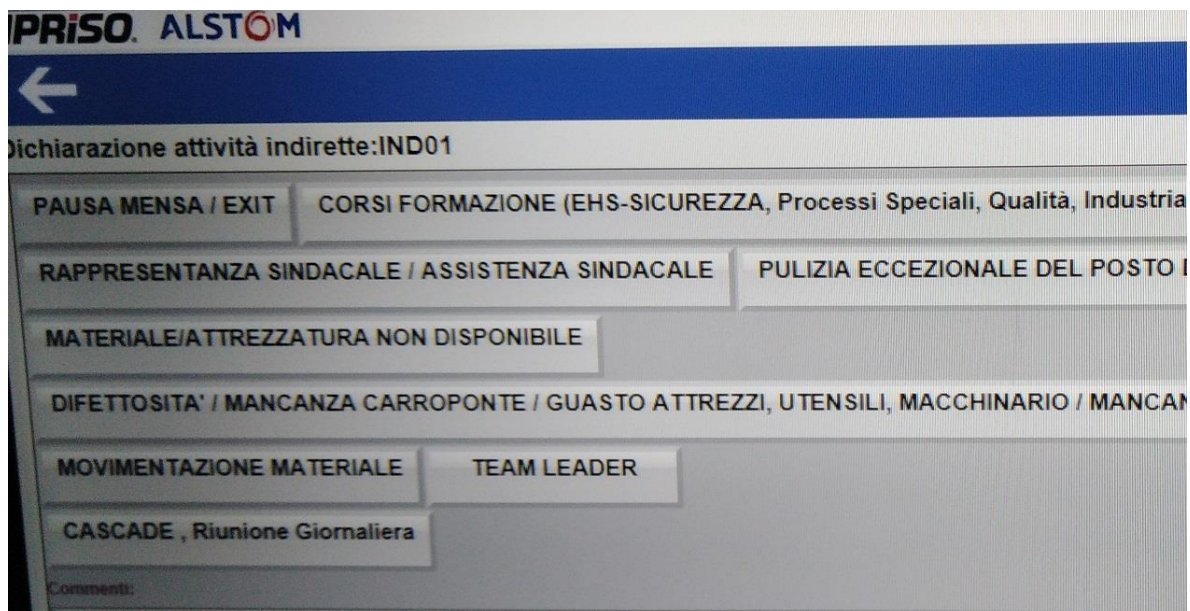 PRISO. ALSTOM
Dichiarazione attività indirette:IND01
PAUSA MENSA / EXIT CORSI FORMAZIONE (EHS-SICUREZZA, Processi Speciali, Qualità, Industria
RAPPRESENTANZA SINDACALE / ASSISTENZA SINDACALE PULIZIA ECCEZIONALE DEL POSTO
MATERIALE/ATTREZZATURA NON DISPONIBILE
DIFETTOSITA' / MANCANZA CARROPONTE / GUASTO ATTREZZI, UTENSILI, MACCHINARIO / MANCAN
MOVIMENTAZIONE MATERIALE TEAM LEADER
CASCADE , Riunione Giornaliera
Commenti: